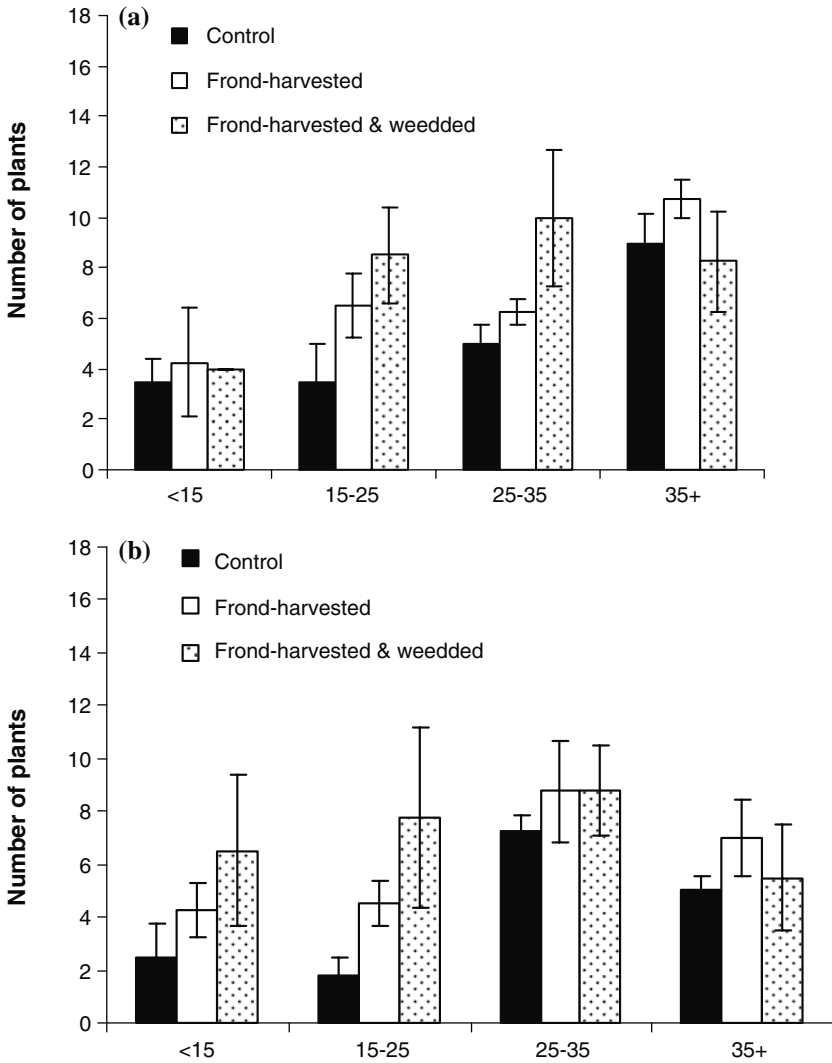 (a)
Control
Frond-harvested
Frond-harvested & weedded
Number of plants
18
16
14
12
10
8
6
4
2
0
<15 15-25 25-35 35+
(b)
Control
Frond-harvested
Frond-harvested & weedded
Number of plants
18
16
14
12
10
8
6
4
2
0
<15 15-25 25-35 35+